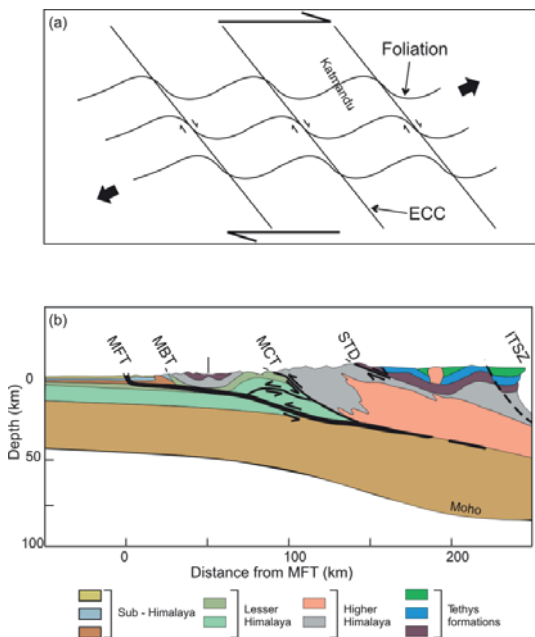 (a)
Foliation
Katmandu
ECC
(b)
MFT
MBT
MCT
STD
ITSZ
0
50
100
Depth (km)
Moho
0
100
200
Distance from MFT (km)
Sub - Himalaya
Lesser
Himalaya
Higher
Himalaya
Tethys
formations